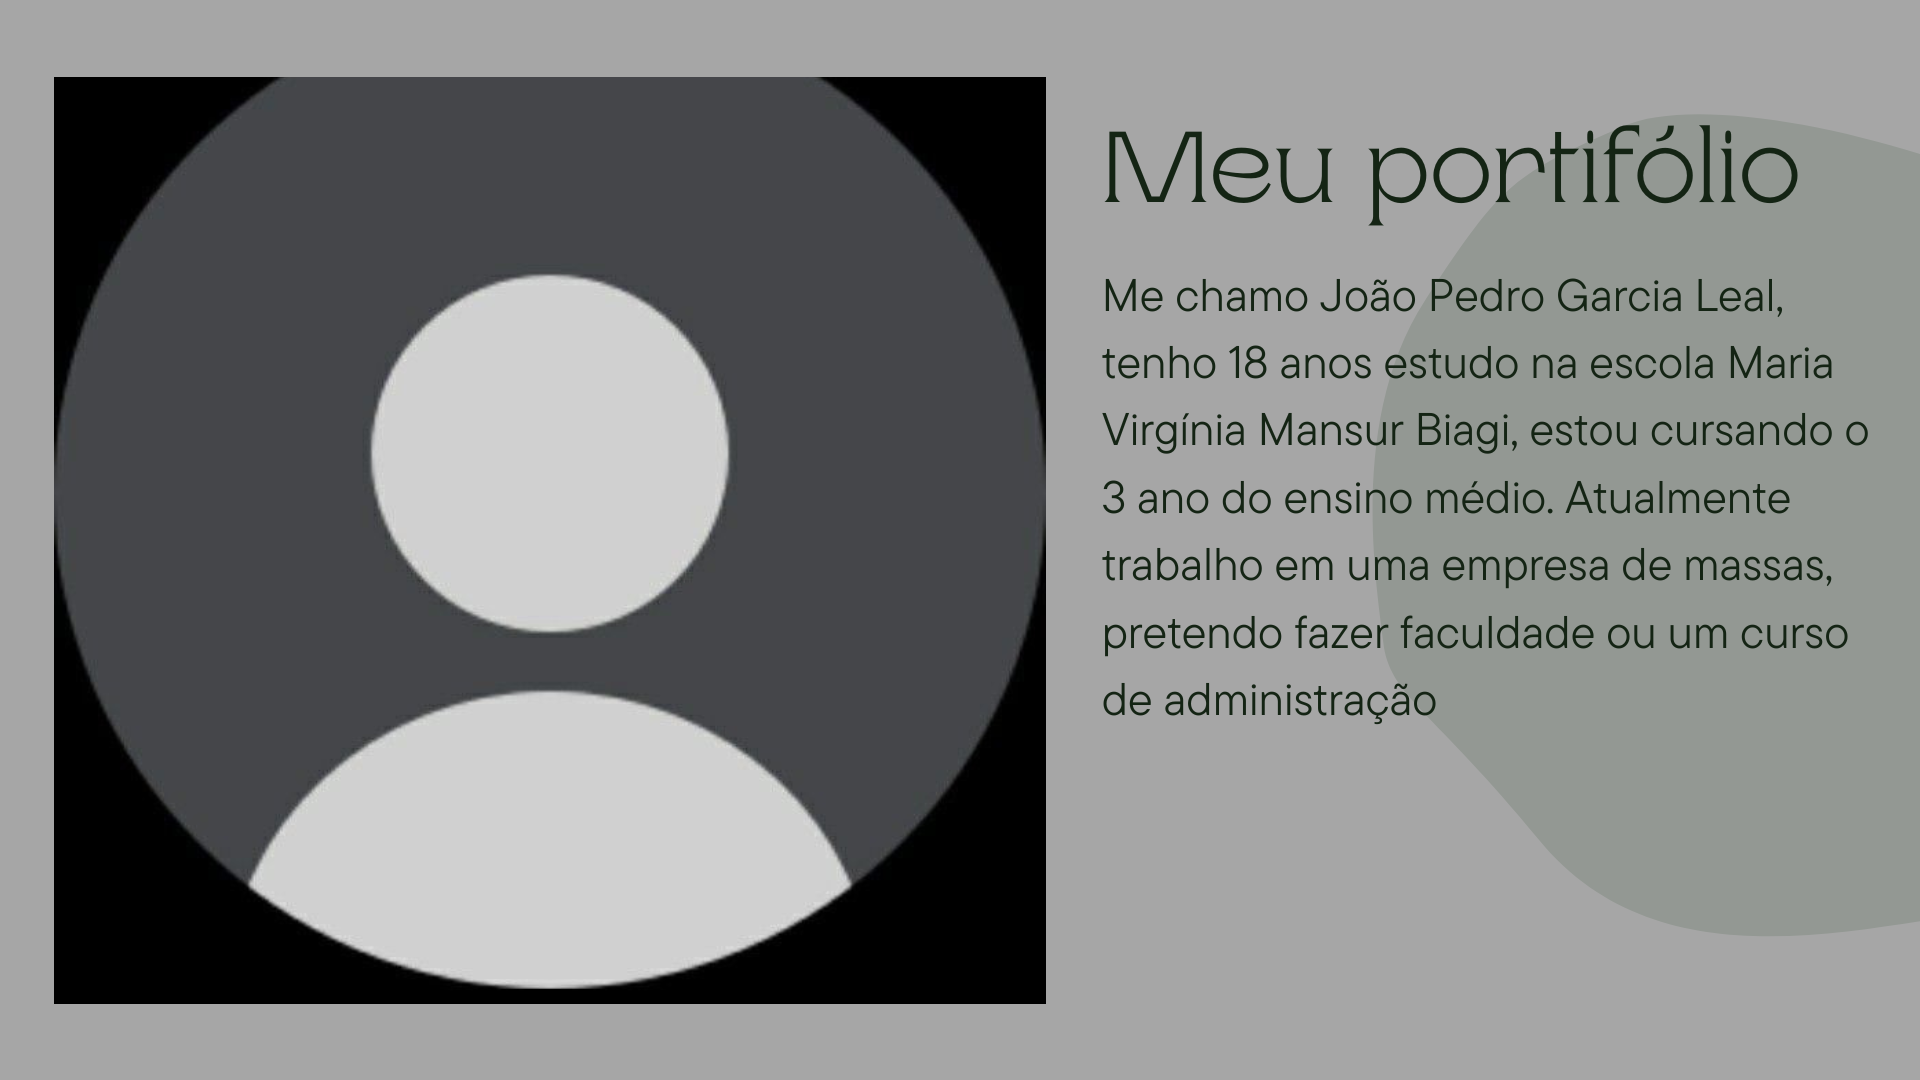 Meu portifólio
Me chamo João Pedro Garcia Leal,
tenho 18 anos estudo na escola Maria
Virgínia Mansur Biagi, estou cursando o
3 ano do ensino médio. Atualmente
trabalho em uma empresa de massas,
pretendo fazer faculdade ou um curso
de administração